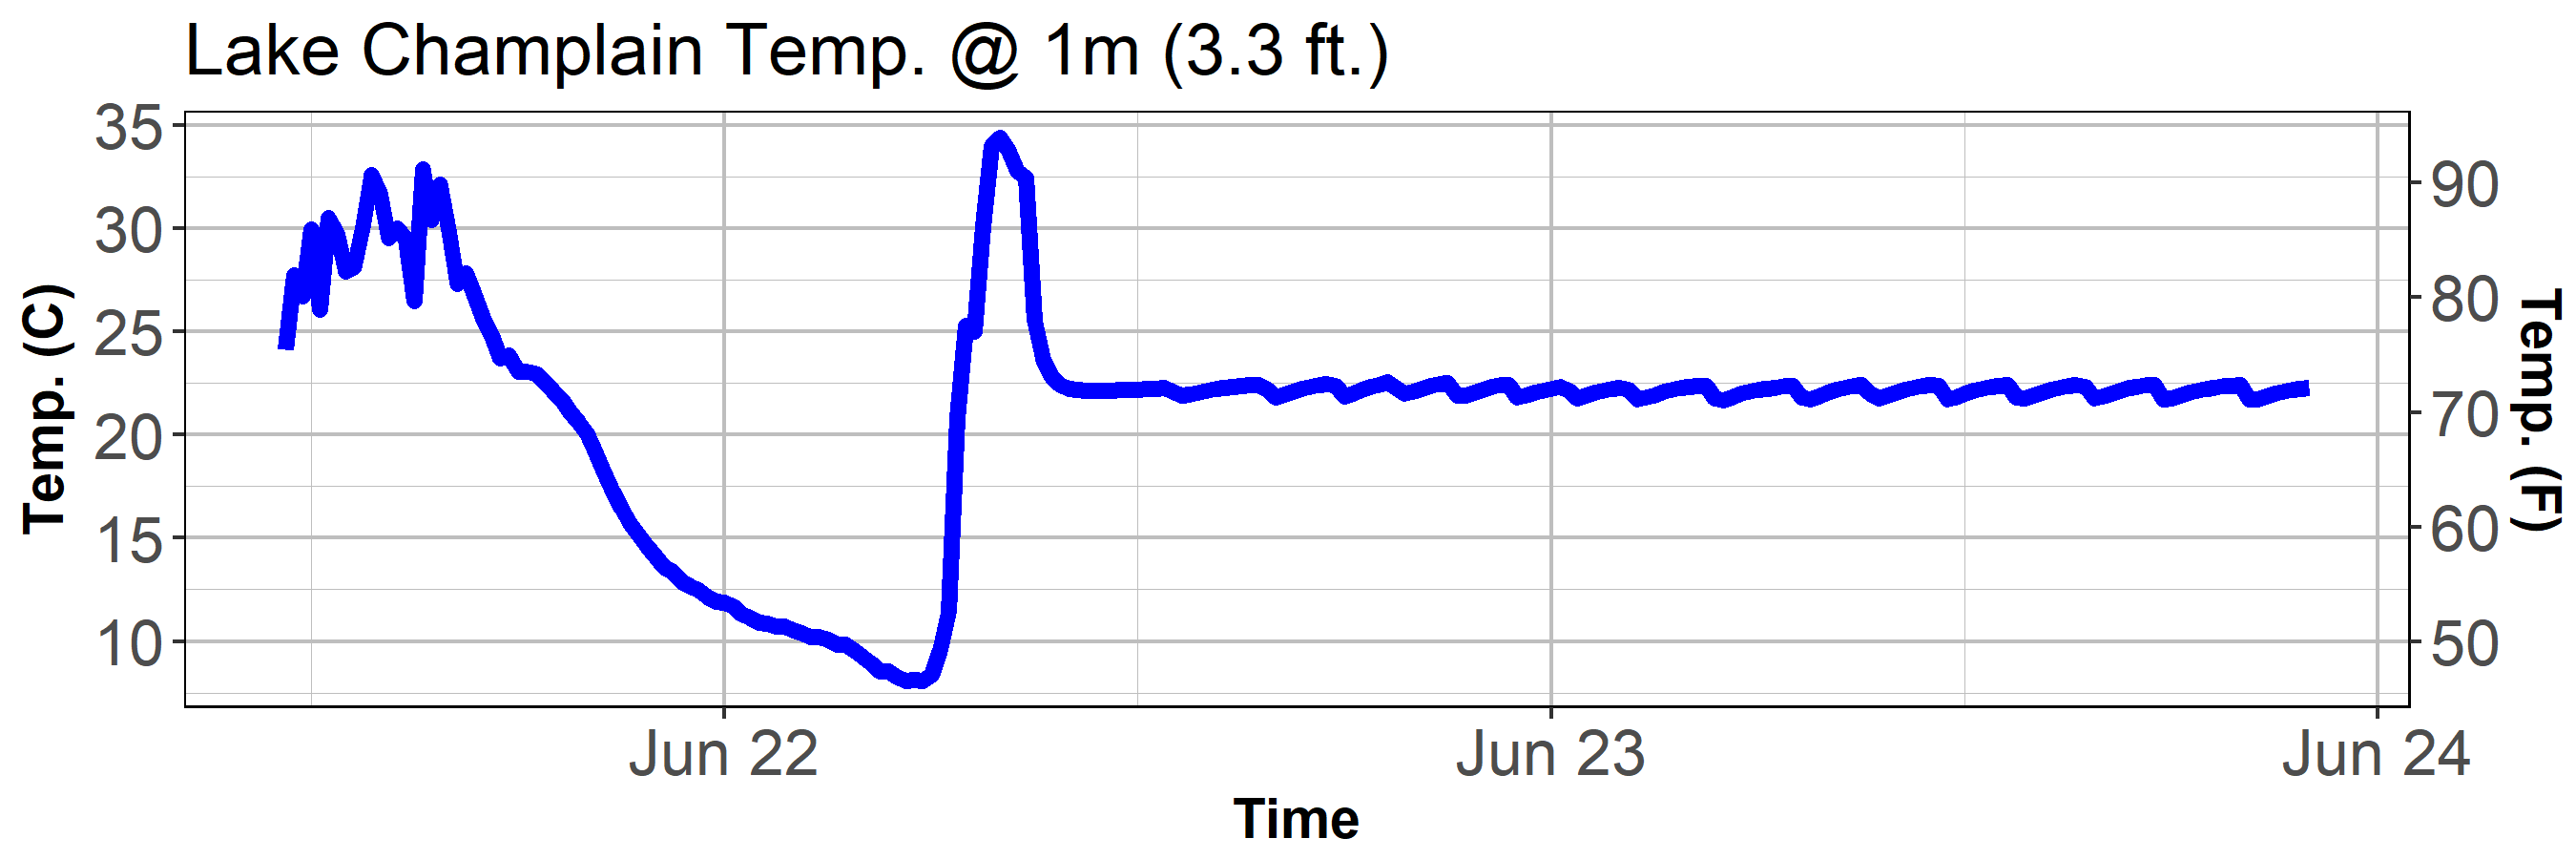 Lake Champlain Temp. @ 1m (3.3 ft.)
35
30
25
20
15
10
Temp. (C)
90
80
70
60
50
Temp. (F)
Jun 22
Jun 23
Jun 24
Time